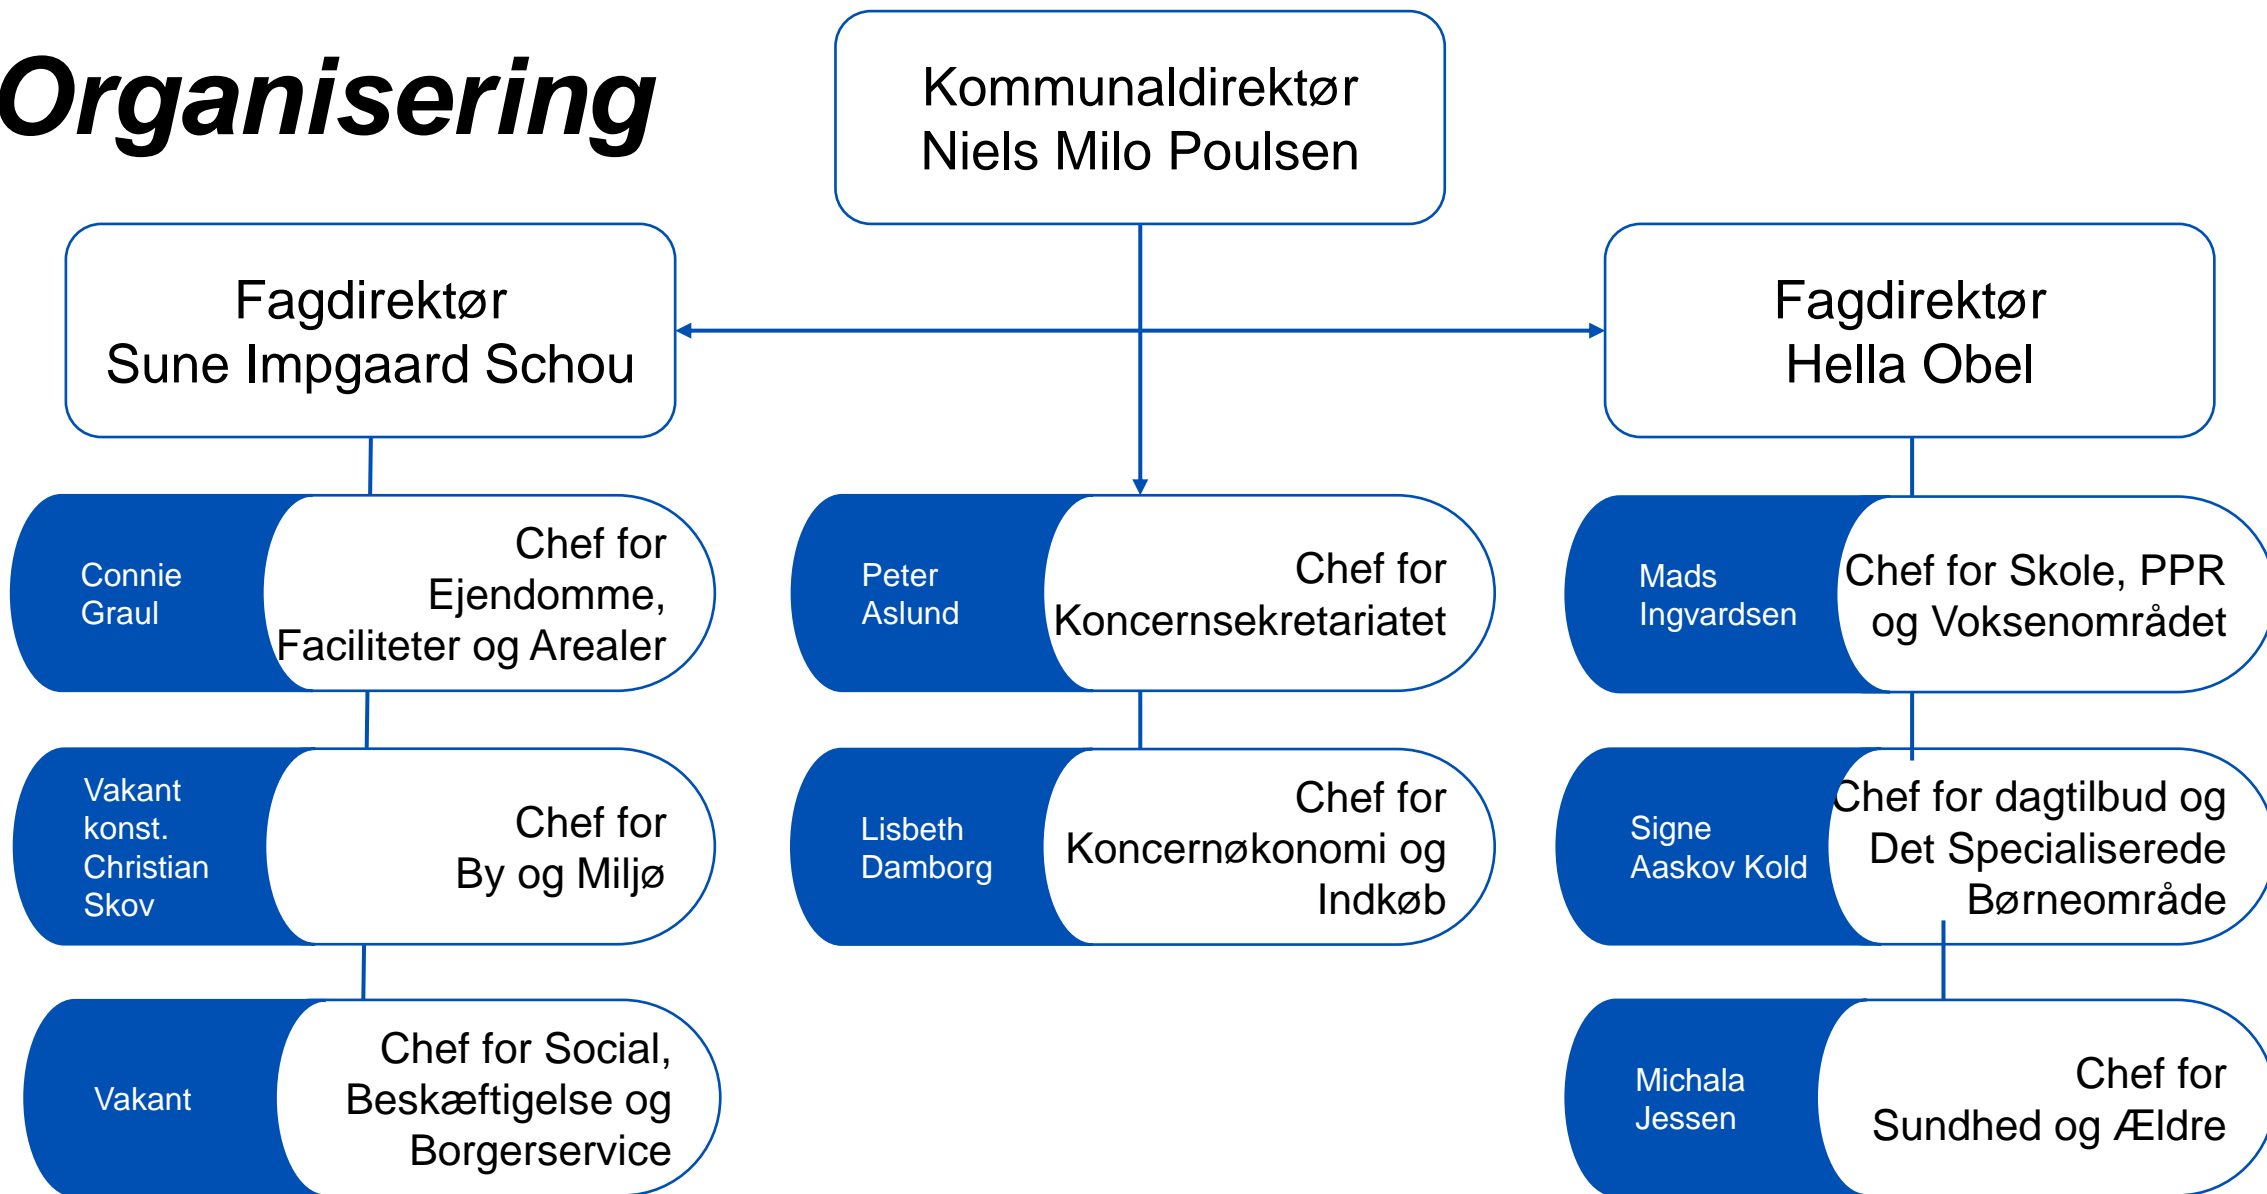 Organisering
Kommunaldirektør
Niels Milo Poulsen
Fagdirektør
Sune Impgaard Schou
Fagdirektør
Hella Obel
Connie
Graul
Chef for
Ejendomme,
Faciliteter og Arealer
Peter
Aslund
Chef for
Koncernsekretariatet
Mads
Ingvardsen
Chef for Skole, PPR
og Voksenområdet
Vakant
konst.
Christian
Skov
Chef for
By og Miljø
Lisbeth
Damborg
Chef for
Koncernøkonomi og
Indkøb
Signe
Aaskov Kold
Chef for dagtilbud og
Det Specialiserede
Børneområde
Vakant
Chef for Social,
Beskæftigelse og
Borgerservice
Michala
Jessen
Chef for
Sundhed og Ældre